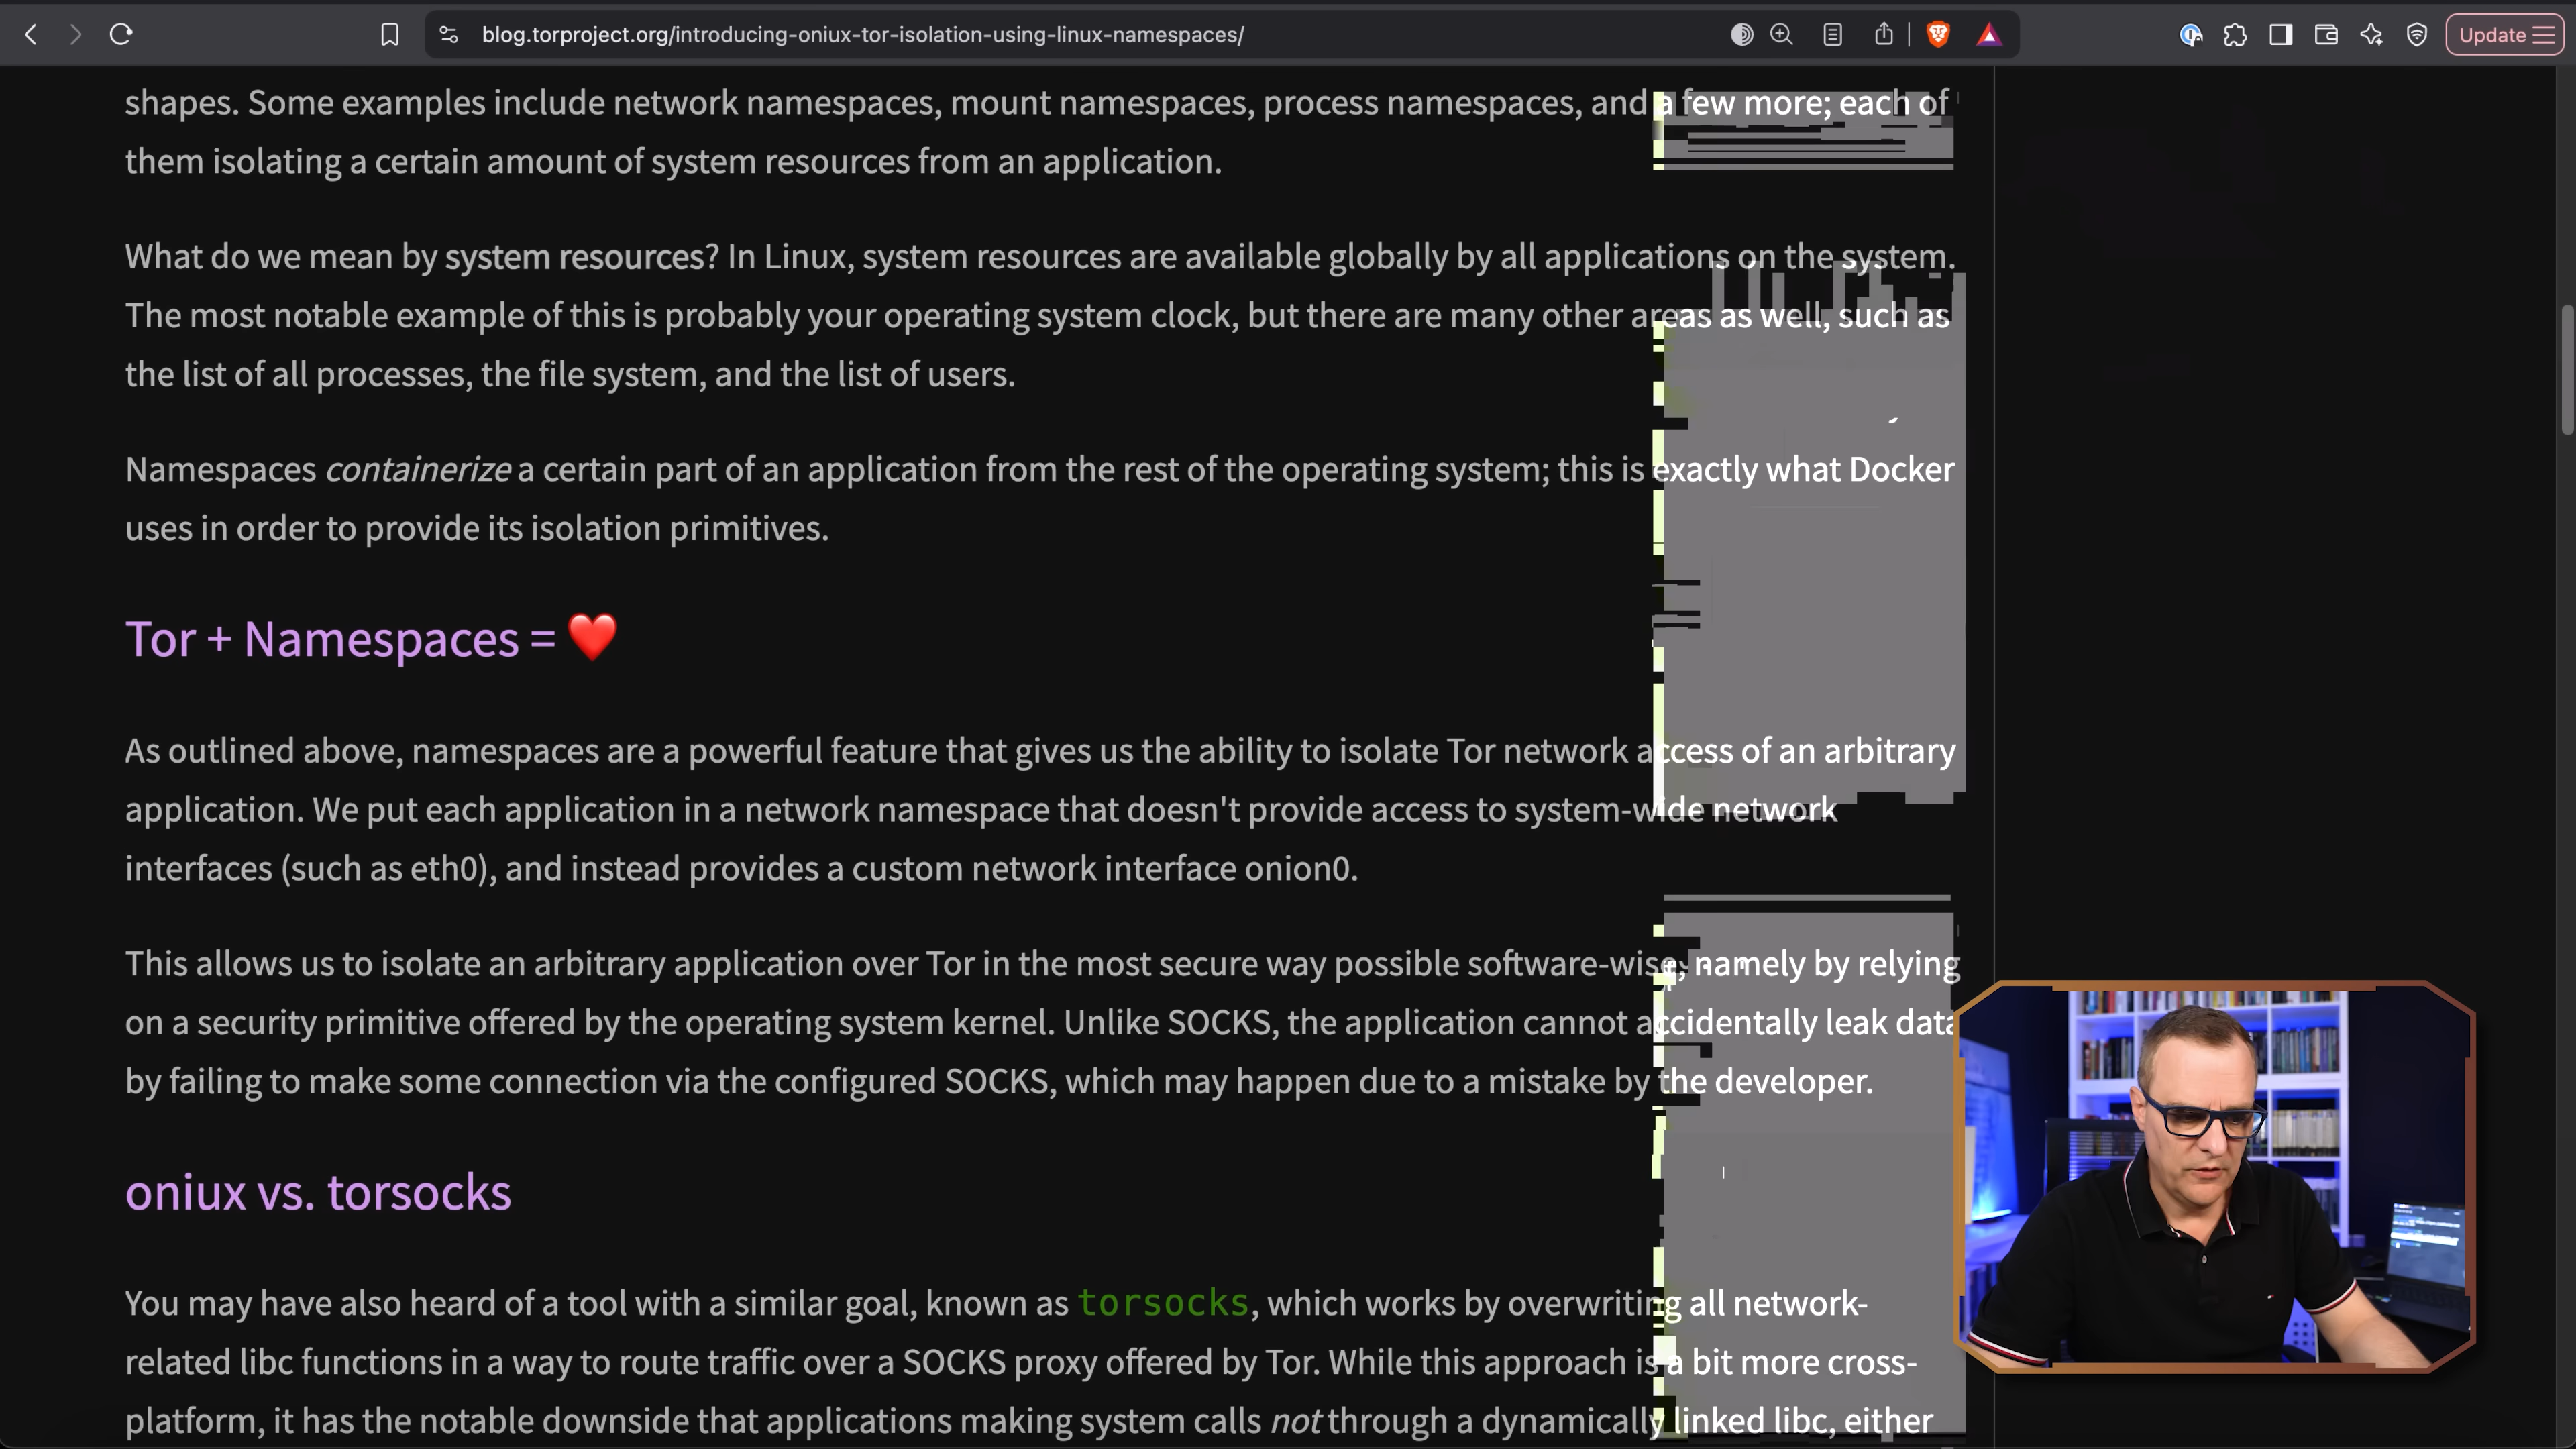 blog.torproject.org/introducing-oniux-tor-isolation-using-linux-namespaces/
Update
shapes. Some examples include network namespaces, mount namespaces, process namespaces, and a few more; each of
them isolating a certain amount of system resources from an application.
What do we mean by system resources? In Linux, system resources are available globally by all applications on the system.
The most notable example of this is probably your operating system clock, but there are many other areas as well, such as
the list of all processes, the file system, and the list of users.
Namespaces containerize a certain part of an application from the rest of the operating system; this is exactly what Docker
uses in order to provide its isolation primitives.
Tor + Namespaces = ❤️
As outlined above, namespaces are a powerful feature that gives us the ability to isolate Tor network access of an arbitrary
application. We put each application in a network namespace that doesn't provide access to system-wide network
interfaces (such as eth0), and instead provides a custom network interface onion0.
This allows us to isolate an arbitrary application over Tor in the most secure way possible software-wise, namely by relying
on a security primitive offered by the operating system kernel. Unlike SOCKS, the application cannot accidentally leak data
by failing to make some connection via the configured SOCKS, which may happen due to a mistake by the developer.
oniux vs. torsocks
You may have also heard of a tool with a similar goal, known as torsocks, which works by overwriting all network-
related libc functions in a way to route traffic over a SOCKS proxy offered by Tor. While this approach is a bit more cross-
platform, it has the notable downside that applications making system calls not through a dynamically linked libc, either